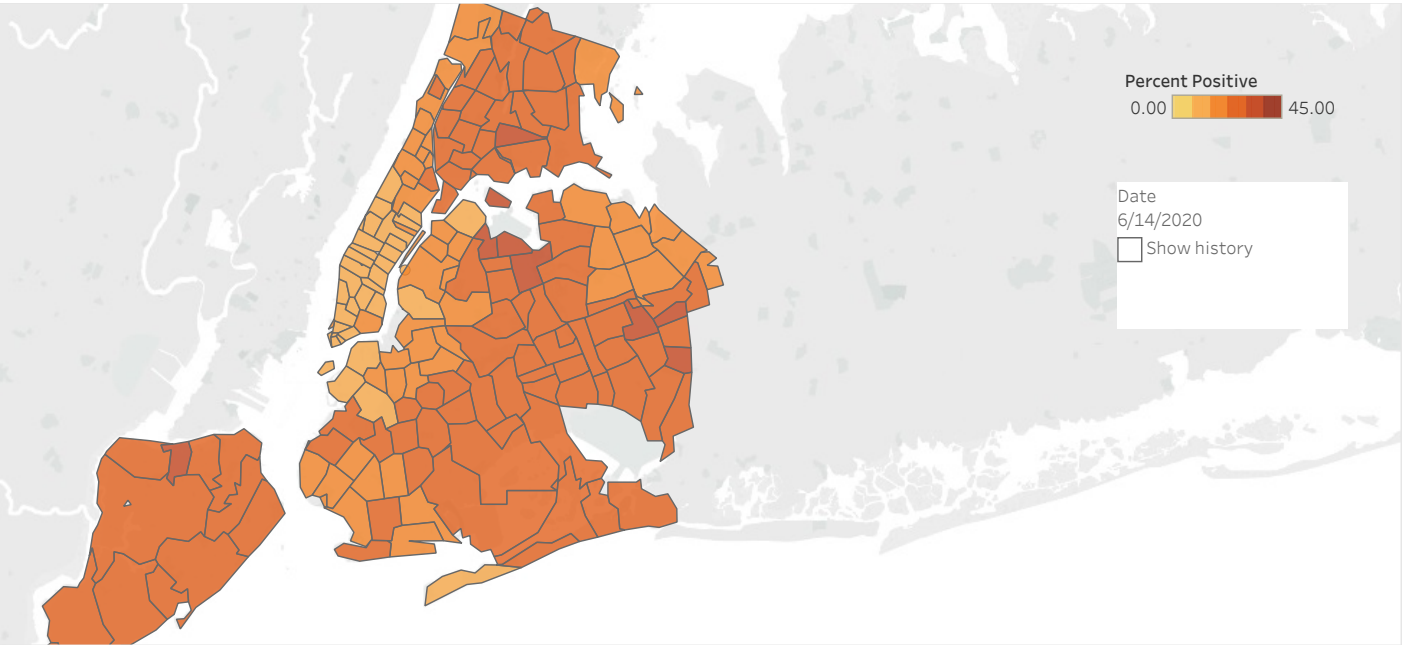 Percent Positive
0.00 45.00
Date
6/14/2020
Show history